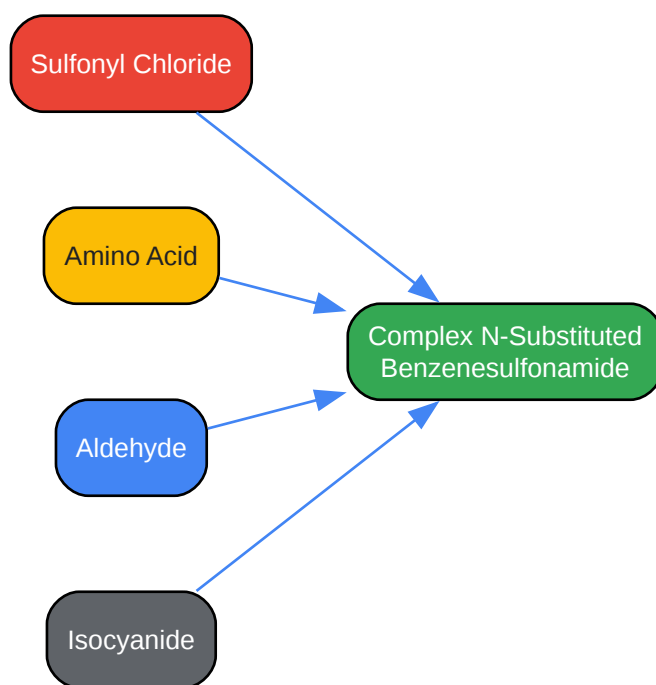 Sulfonyl Chloride
Amino Acid
Complex N-Substituted
Benzenesulfonamide
Aldehyde
Isocyanide